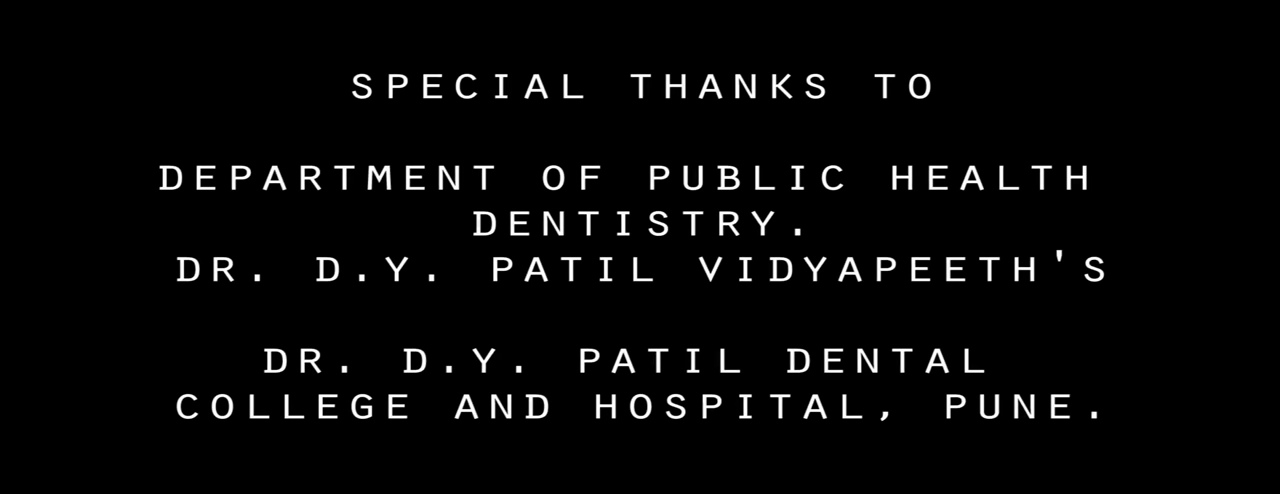 SPECIAL THANKS TO
DEPARTMENT OF PUBLIC HEALTH
DENTISTRY.
DR. D.Y. PATIL VIDYAPEETH'S
DR. D.Y. PATIL DENTAL
COLLEGE AND HOSPITAL, PUNE.